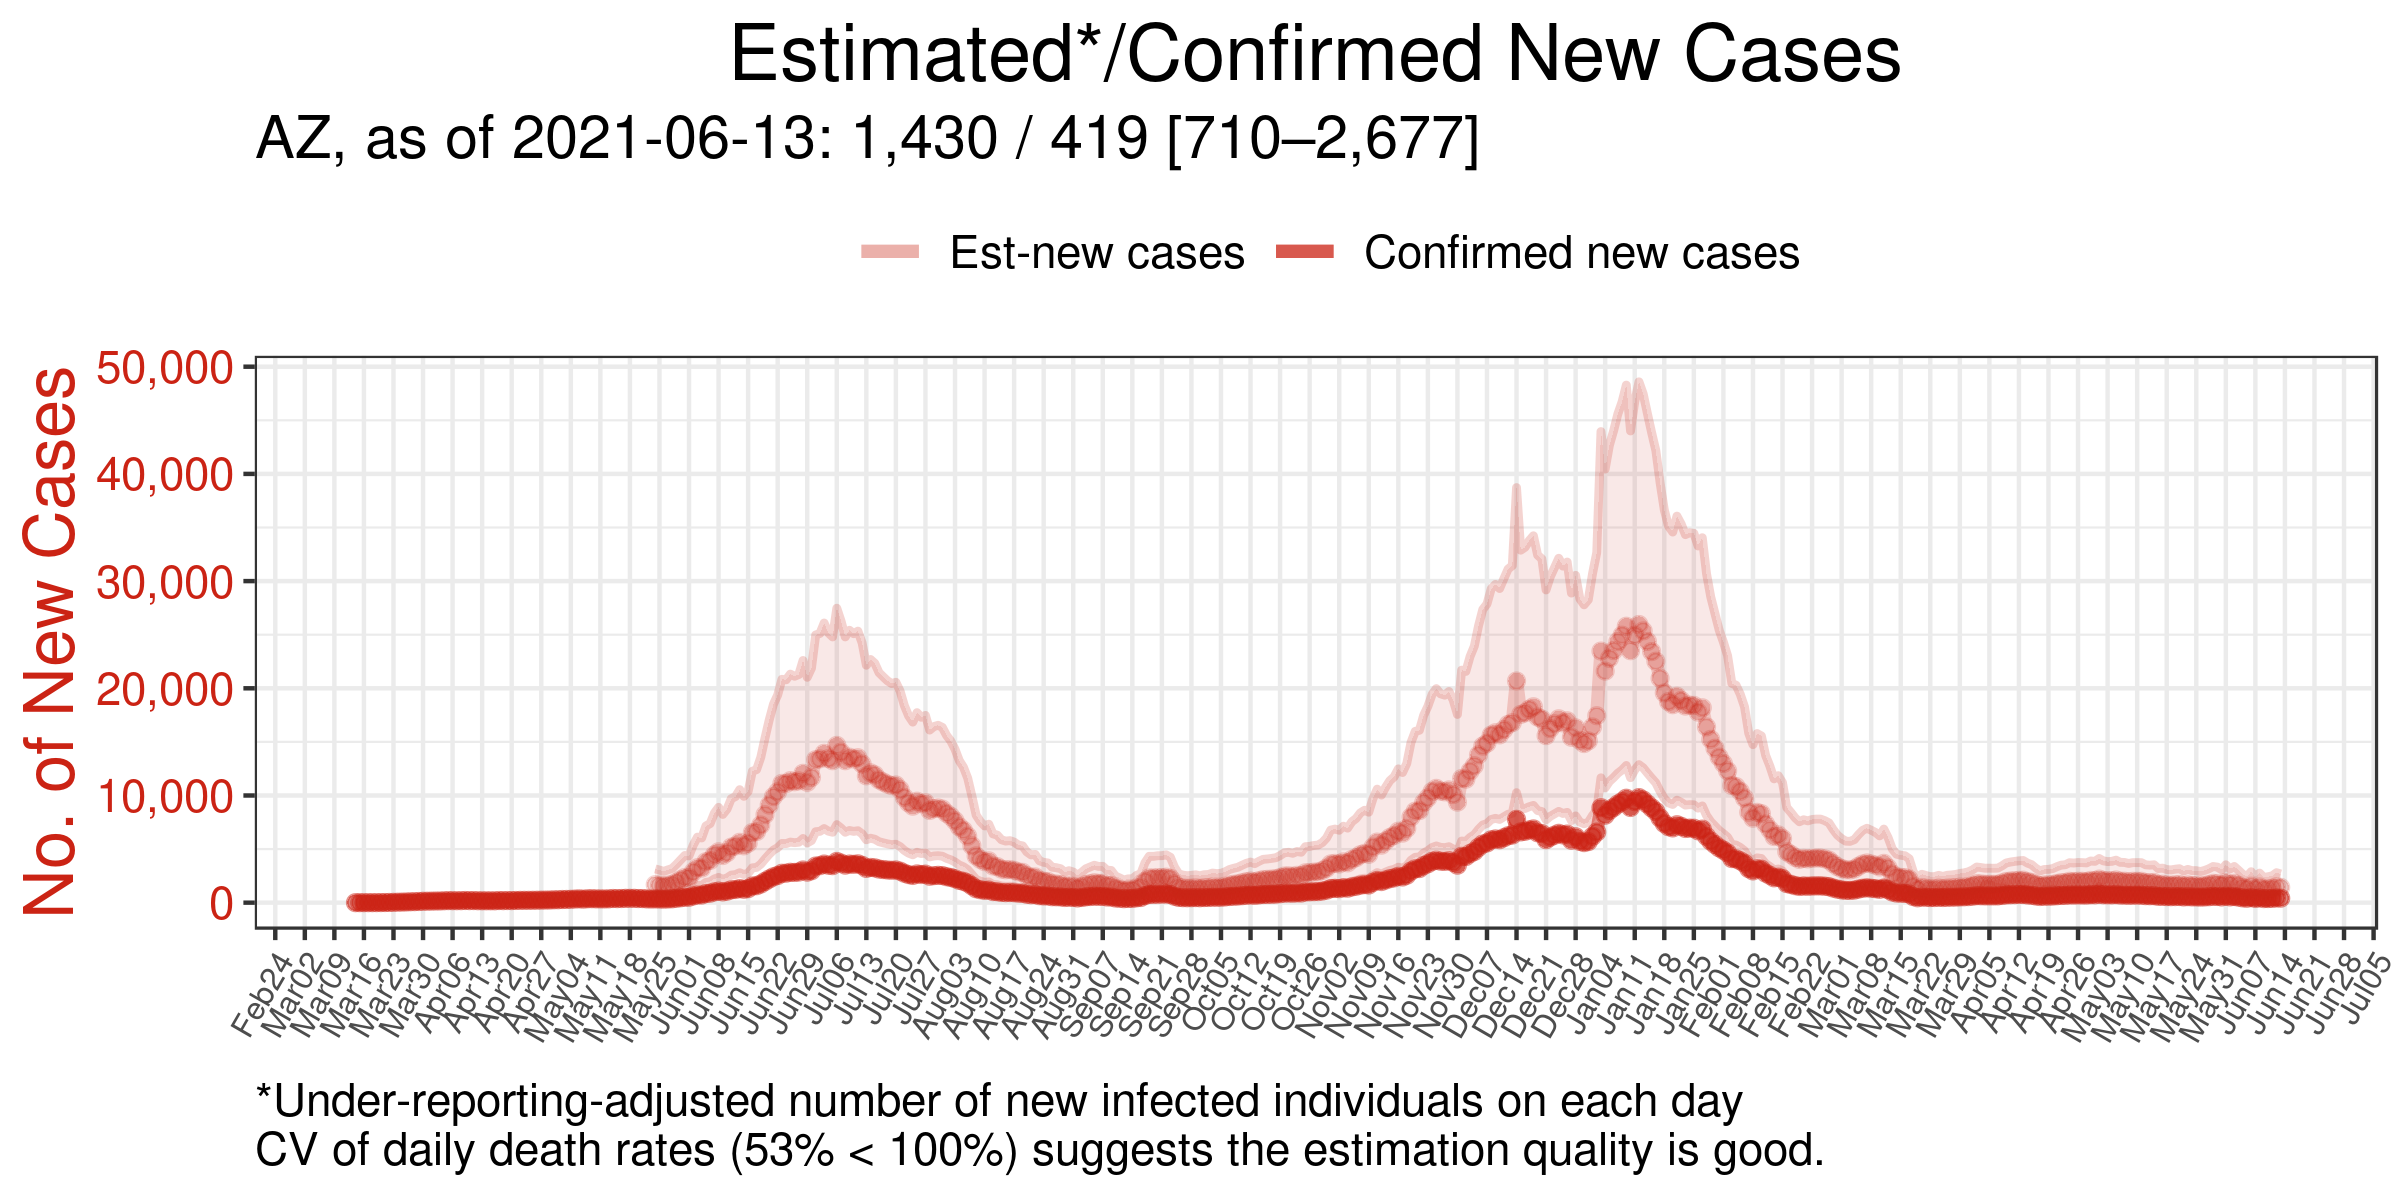 Estimated*/Confirmed New Cases
AZ, as of 2021-06-13: 1,430 / 419 [710–2,677]
Est-new cases Confirmed new cases
No. of New Cases
50,000
40,000
30,000
20,000
10,000
0
Feb24 Mar02 Mar09 Mar16 Mar23 Mar30 Apr06 Apr13 Apr20 Apr27 May04 May11 May18 May25 Jun01 Jun08 Jun15 Jun22 Jun29 Jul06 Jul13 Jul20 Jul27 Aug03 Aug10 Aug17 Aug24 Aug31 Sep07 Sep14 Sep21 Sep28 Oct05 Oct12 Oct19 Oct26 Nov02 Nov09 Nov16 Nov23 Nov30 Dec07 Dec14 Dec21 Dec28 Jan04 Jan11 Jan18 Jan25 Feb01 Feb08 Feb15 Feb22 Mar01 Mar08 Mar15 Mar22 Mar29 Apr05 Apr12 Apr19 Apr26 May03 May10 May17 May24 May31 Jun07 Jun14 Jun21 Jun28 Jul05
*Under-reporting-adjusted number of new infected individuals on each day
CV of daily death rates (53% < 100%) suggests the estimation quality is good.